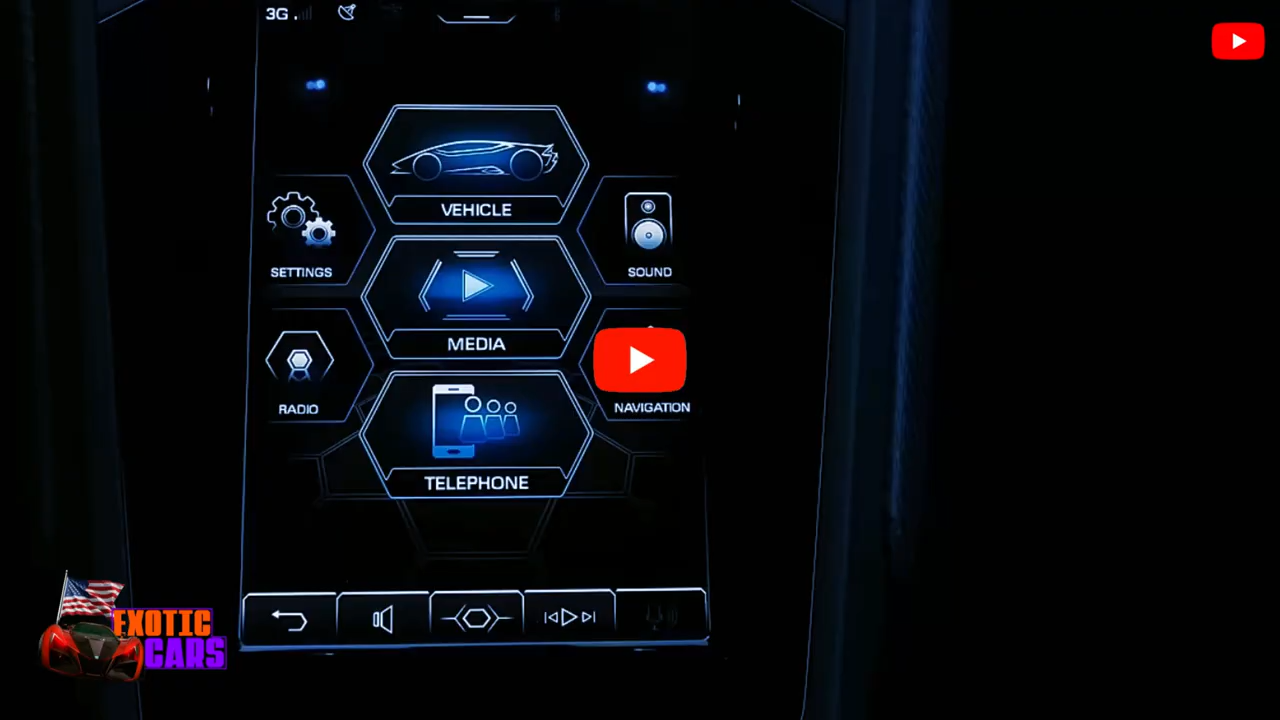 3G
VEHICLE
SETTINGS
SOUND
MEDIA
RADIO
NAVIGATION
TELEPHONE
EXOTIC
CARS